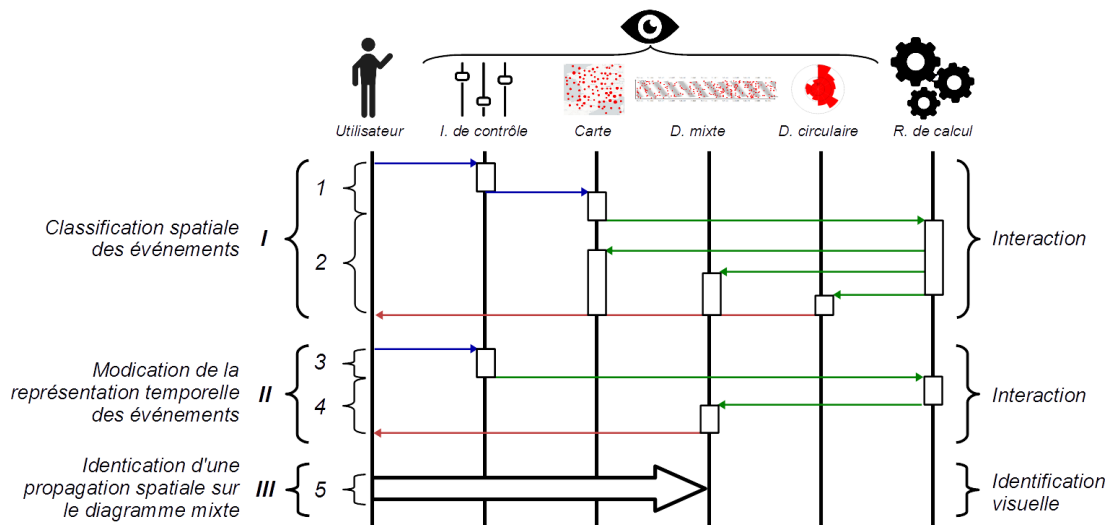 Utilisateur
I. de contrôle
Carte
D. mixte
D. circulaire
R. de calcul
Classification spatiale
des événements
I
1
2
Interaction
Modication de la
représentation temporelle
des événements
II
3
4
Interaction
Identication d'une
propagation spatiale sur
le diagramme mixte
III
5
Identification
visuelle